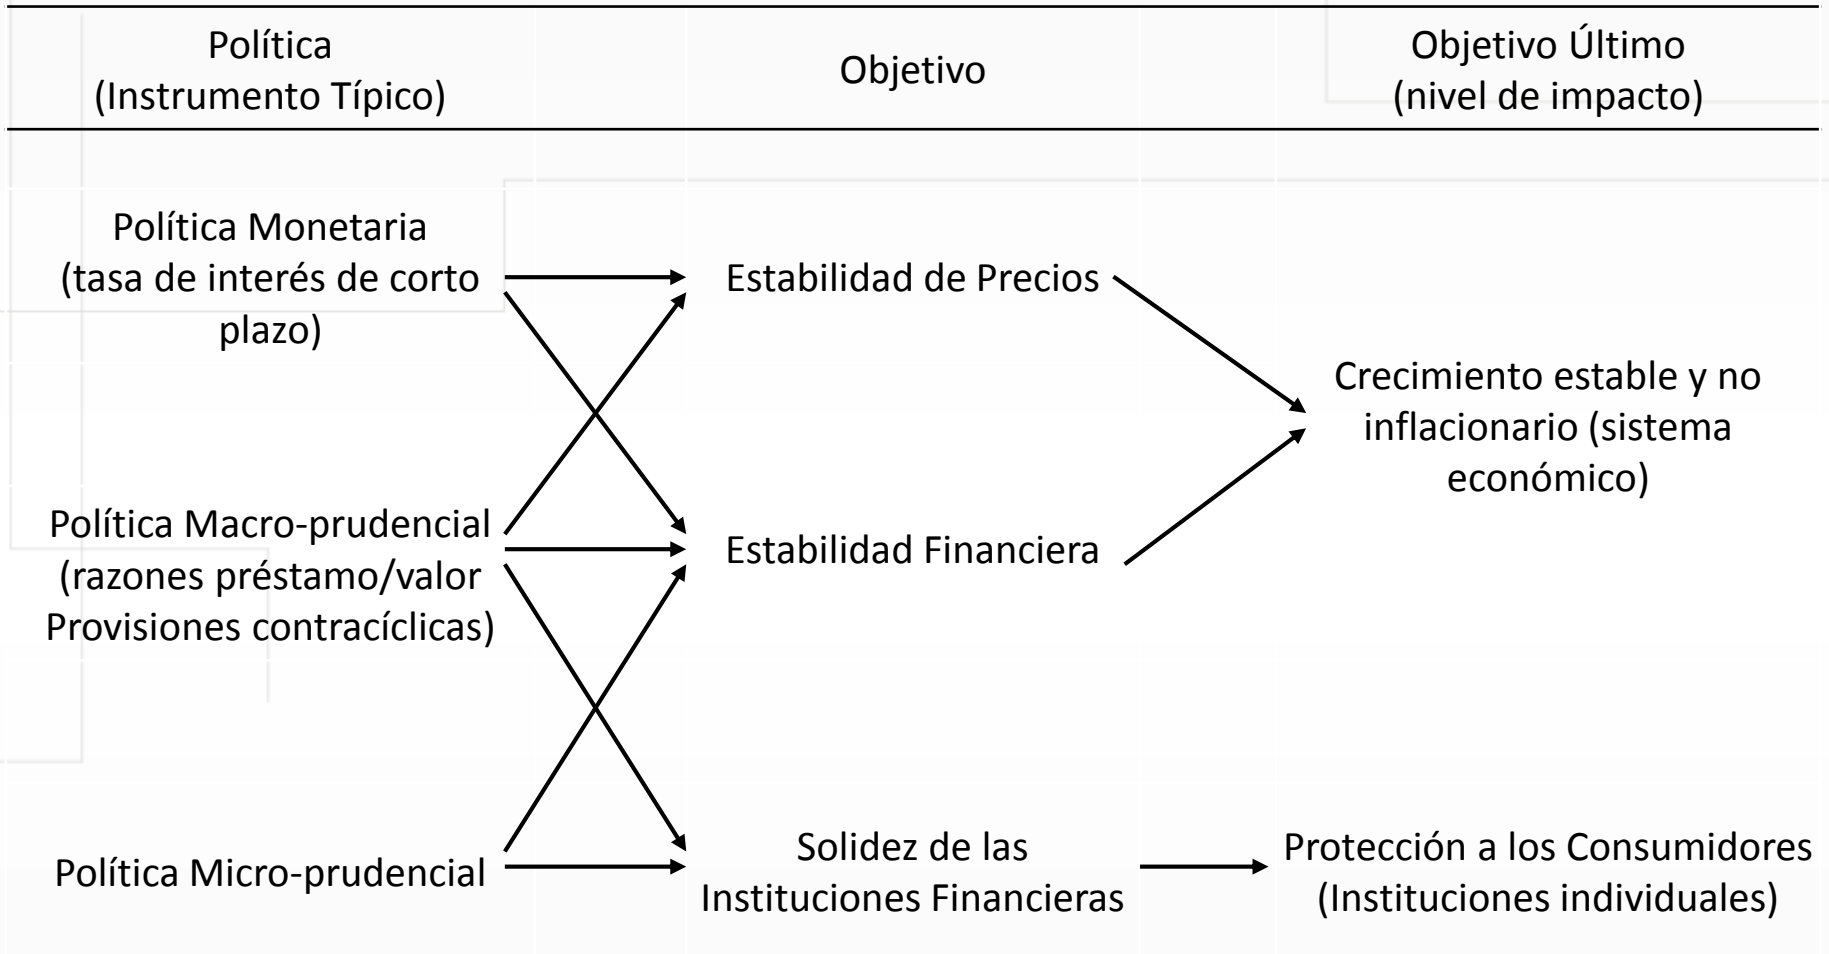 Política
(Instrumento Típico)
Objetivo
Objetivo Último
(nivel de impacto)
Política Monetaria
(tasa de interés de corto
plazo)
Estabilidad de Precios
Crecimiento estable y no
inflacionario (sistema
económico)
Política Macro-prudencial
(razones préstamo/valor
Provisiones contracíclicas)
Estabilidad Financiera
Política Micro-prudencial
Solidez de las
Instituciones Financieras
Protección a los Consumidores
(Instituciones individuales)